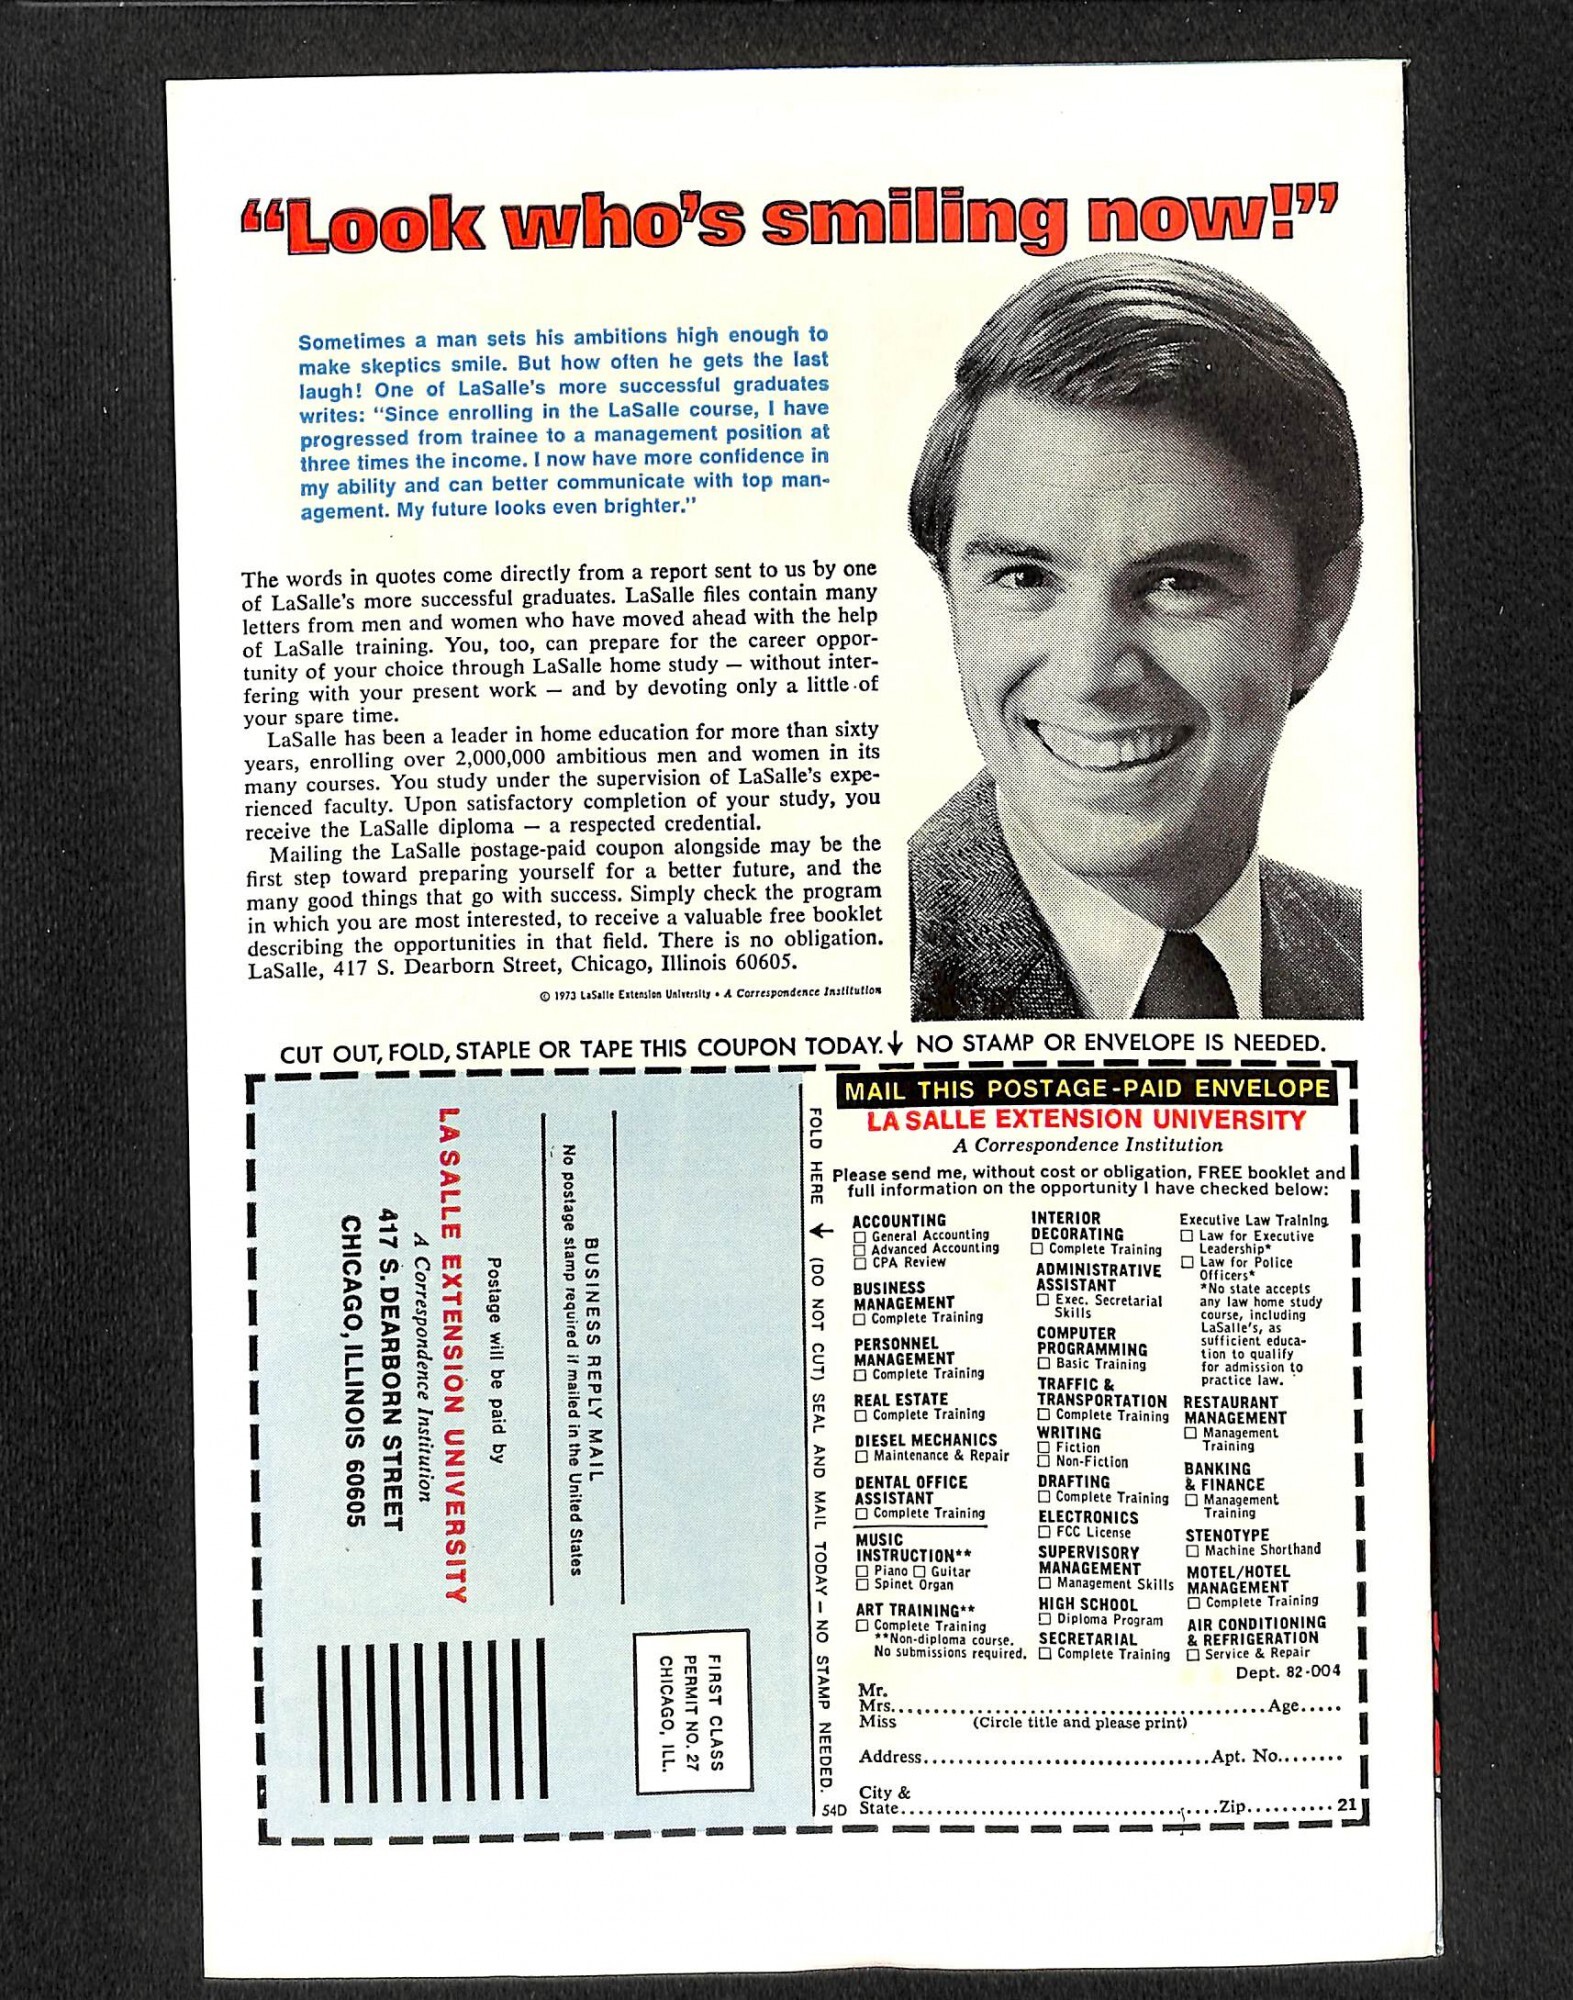 “Look who’s smiling now!”
Sometimes a man sets his ambitions high enough to
make skeptics smile. But how often he gets the last
laugh! One of LaSalle’s more successful graduates
writes: “Since enrolling in the LaSalle course, I have
progressed from trainee to a management position at
three times the income. I now have more confidence in
my ability and can better communicate with top man-
agement. My future looks even brighter.”
The words in quotes come directly from a report sent to us by one
of LaSalle’s more successful graduates. LaSalle files contain many
letters from men and women who have moved ahead with the help
of LaSalle training. You, too, can prepare for the career oppor-
tunity of your choice through LaSalle home study — without inter-
fering with your present work — and by devoting only a little of
your spare time.
LaSalle has been a leader in home education for more than sixty
years, enrolling over 2,000,000 ambitious men and women in its
many courses. You study under the supervision of LaSalle’s expe-
rienced faculty. Upon satisfactory completion of your study, you
receive the LaSalle diploma — a respected credential.
Mailing the LaSalle postage-paid coupon alongside may be the
first step toward preparing yourself for a better future, and the
many good things that go with success. Simply check the program
in which you are most interested, to receive a valuable free booklet
describing the opportunities in that field. There is no obligation.
LaSalle, 417 S. Dearborn Street, Chicago, Illinois 60605.
© 1973 LaSalle Extension University • A Correspondence Institution
CUT OUT, FOLD, STAPLE OR TAPE THIS COUPON TODAY. ↓ NO STAMP OR ENVELOPE IS NEEDED.
FIRST CLASS
PERMIT NO. 27
CHICAGO, ILL.
BUSINESS REPLY MAIL
No postage stamp required if mailed in the United States
Postage will be paid by
LA SALLE EXTENSION UNIVERSITY
A Correspondence Institution
417 S. DEARBORN STREET
CHICAGO, ILLINOIS 60605
FOLD HERE → (DO NOT CUT) SEAL AND MAIL TODAY — NO STAMP NEEDED.
MAIL THIS POSTAGE-PAID ENVELOPE
LA SALLE EXTENSION UNIVERSITY
A Correspondence Institution
Please send me, without cost or obligation, FREE booklet and
full information on the opportunity I have checked below:
ACCOUNTING
☐ General Accounting
☐ Advanced Accounting
☐ CPA Review
BUSINESS
MANAGEMENT
☐ Complete Training
PERSONNEL
MANAGEMENT
☐ Complete Training
REAL ESTATE
☐ Complete Training
DIESEL MECHANICS
☐ Maintenance & Repair
DENTAL OFFICE
ASSISTANT
☐ Complete Training
MUSIC
INSTRUCTION**
☐ Piano ☐ Guitar
☐ Spinet Organ
ART TRAINING**
☐ Complete Training
**Non-diploma course.
No submissions required.
INTERIOR
DECORATING
☐ Complete Training
ADMINISTRATIVE
ASSISTANT
☐ Exec. Secretarial
Skills
COMPUTER
PROGRAMMING
☐ Basic Training
TRAFFIC &
TRANSPORTATION
☐ Complete Training
WRITING
☐ Fiction
☐ Non-Fiction
DRAFTING
☐ Complete Training
ELECTRONICS
☐ FCC License
SUPERVISORY
MANAGEMENT
☐ Management Skills
HIGH SCHOOL
☐ Diploma Program
SECRETARIAL
☐ Complete Training
Executive Law Training
☐ Law for Executive
Leadership*
☐ Law for Police
Officers*
*No state accepts
any law home study
course, including
LaSalle’s, as
sufficient educa-
tion to qualify
for admission to
practice law.
RESTAURANT
MANAGEMENT
☐ Management
Training
BANKING
& FINANCE
☐ Management
Training
STENOTYPE
☐ Machine Shorthand
MOTEL/HOTEL
MANAGEMENT
☐ Complete Training
AIR CONDITIONING
& REFRIGERATION
☐ Service & Repair
Dept. 82-004
Mr.
Mrs. ........ Age.....
Miss (Circle title and please print)
Address........ Apt. No........
City &
54D State........ Zip.......... 21